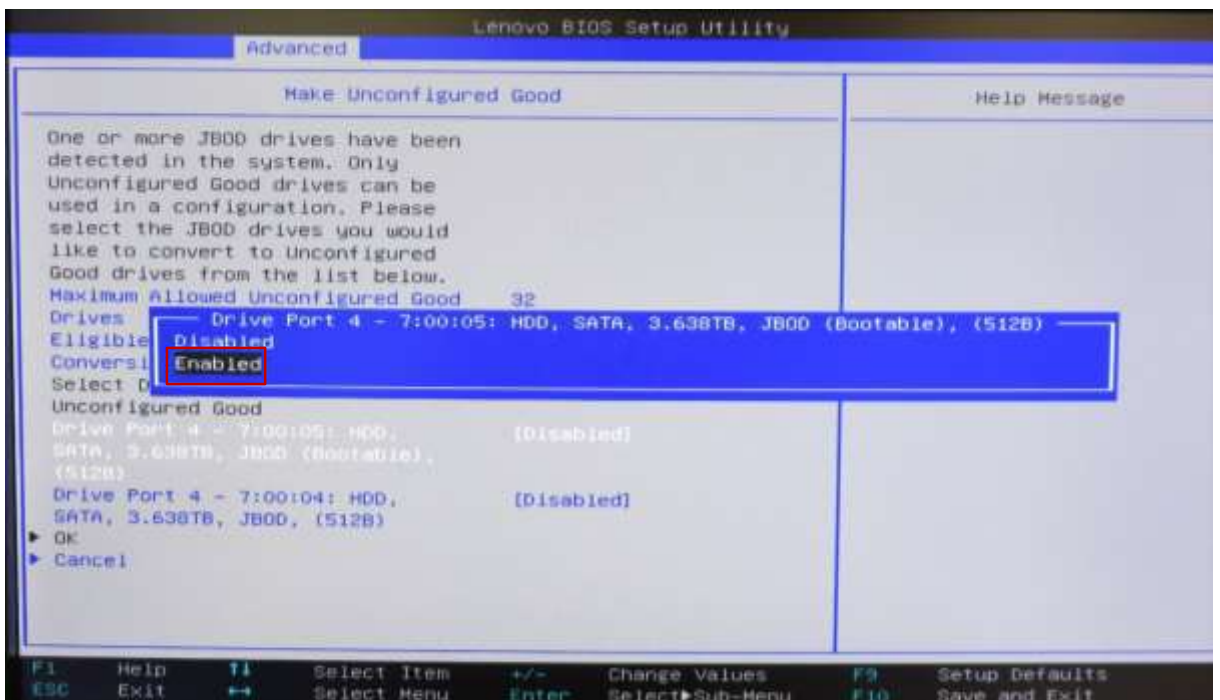 Lenovo BIOS Setup Utility
Advanced
Make Unconfigured Good
Help Message
One or more JBOD drives have been
detected in the system. Only
Unconfigured Good drives can be
used in a configuration. Please
select the JBOD drives you would
like to convert to Unconfigured
Good drives from the list below.
Maximum Allowed Unconfigured Good 32
Drives
Drive Port 4 - 7:00:05: HDD, SATA, 3.638TB, JBOD (Bootable), (512B)
Eligible
Disabled
Conversi
Enabled
Select D
Unconfigured Good
Drive Port 4 - 7:00:05: HDD, [Disabled]
SATA, 3.638TB, JBOD (Bootable),
(512B)
Drive Port 4 - 7:00:04: HDD, [Disabled]
SATA, 3.638TB, JBOD, (512B)
OK
Cancel
F1 Help ↑↓ Select Item +/- Change Values F9 Setup Defaults
ESC Exit ↔ Select Menu Enter Select▶Sub-Menu F10 Save and Exit